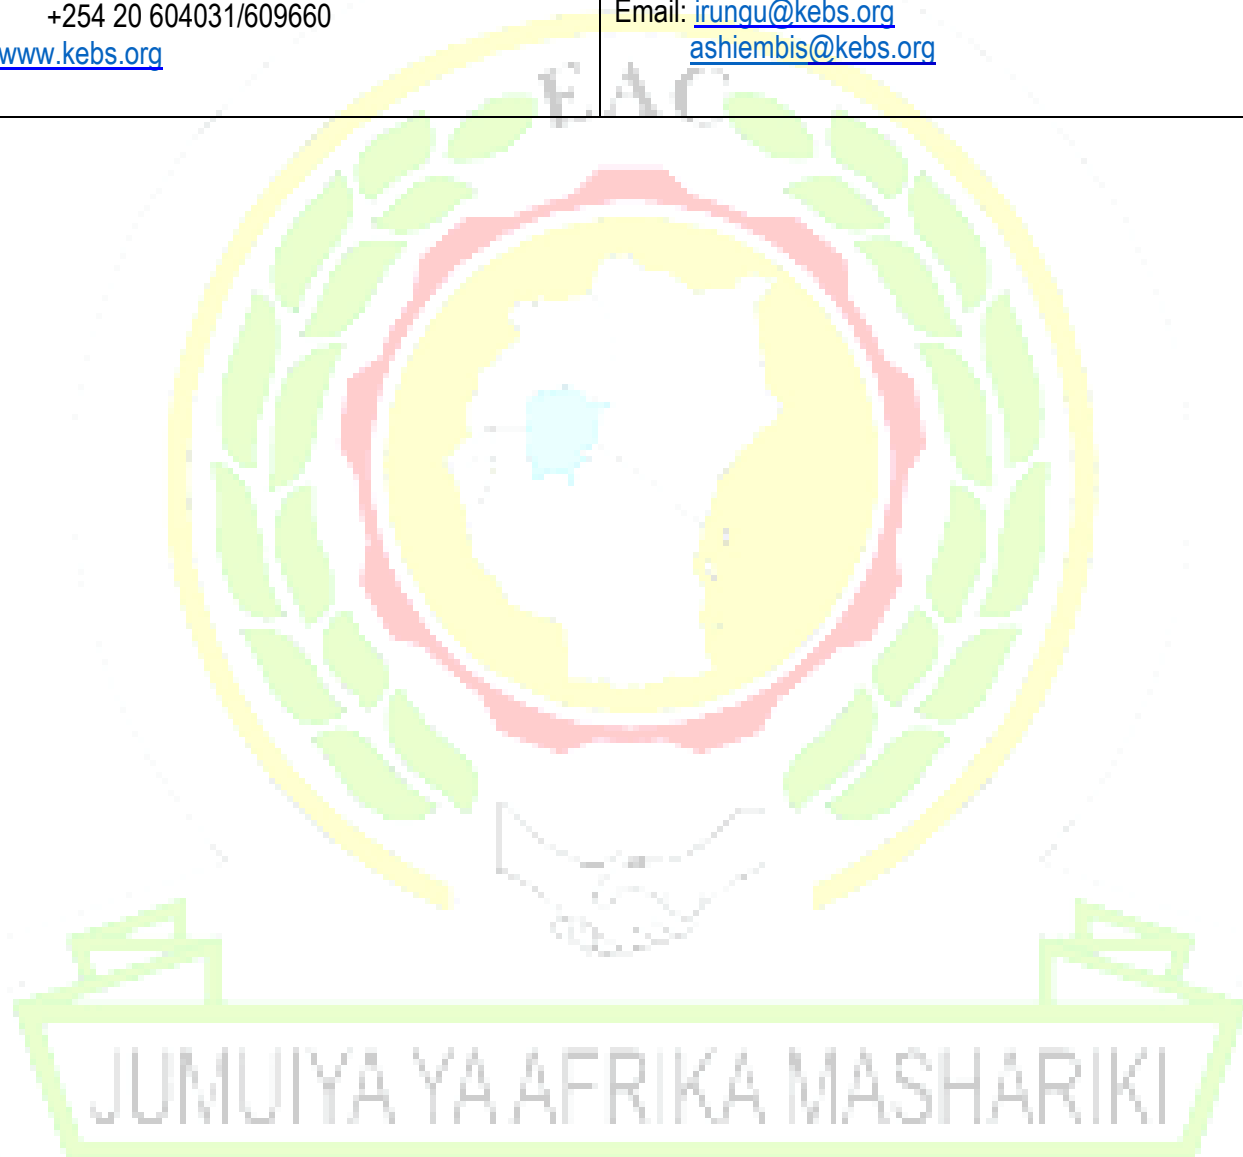 +254 20 604031/609660
www.kebs.org
Email: irungu@kebs.org
ashiembis@kebs.org
EAC
JUMUIYA YA AFRIKA MASHARIKI